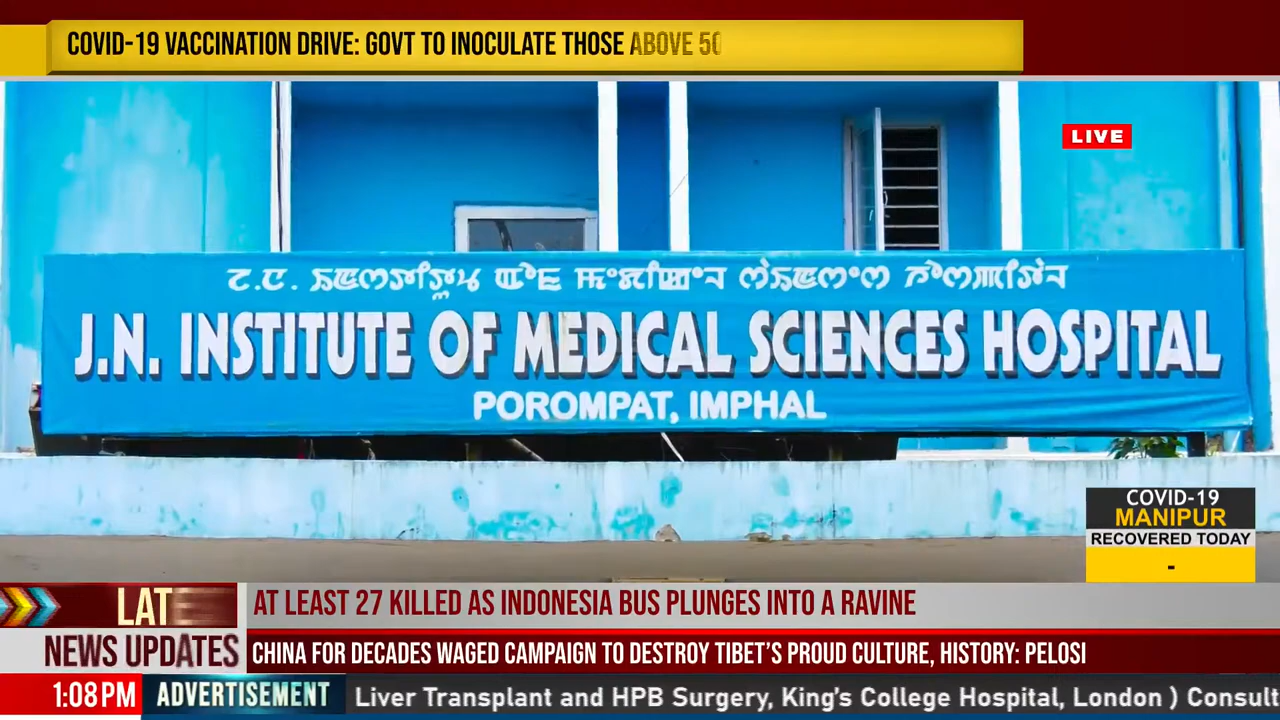 COVID-19 VACCINATION DRIVE: GOVT TO INOCULATE THOSE ABOVE 50
LIVE
J.N. INSTITUTE OF MEDICAL SCIENCES HOSPITAL
POROMPAT, IMPHAL
COVID-19
MANIPUR
RECOVERED TODAY
-
LATE
NEWS UPDATES
AT LEAST 27 KILLED AS INDONESIA BUS PLUNGES INTO A RAVINE
CHINA FOR DECADES WAGED CAMPAIGN TO DESTROY TIBET'S PROUD CULTURE, HISTORY: PELOSI
1:08 PM
ADVERTISEMENT
Liver Transplant and HPB Surgery, King's College Hospital, London ) Consult